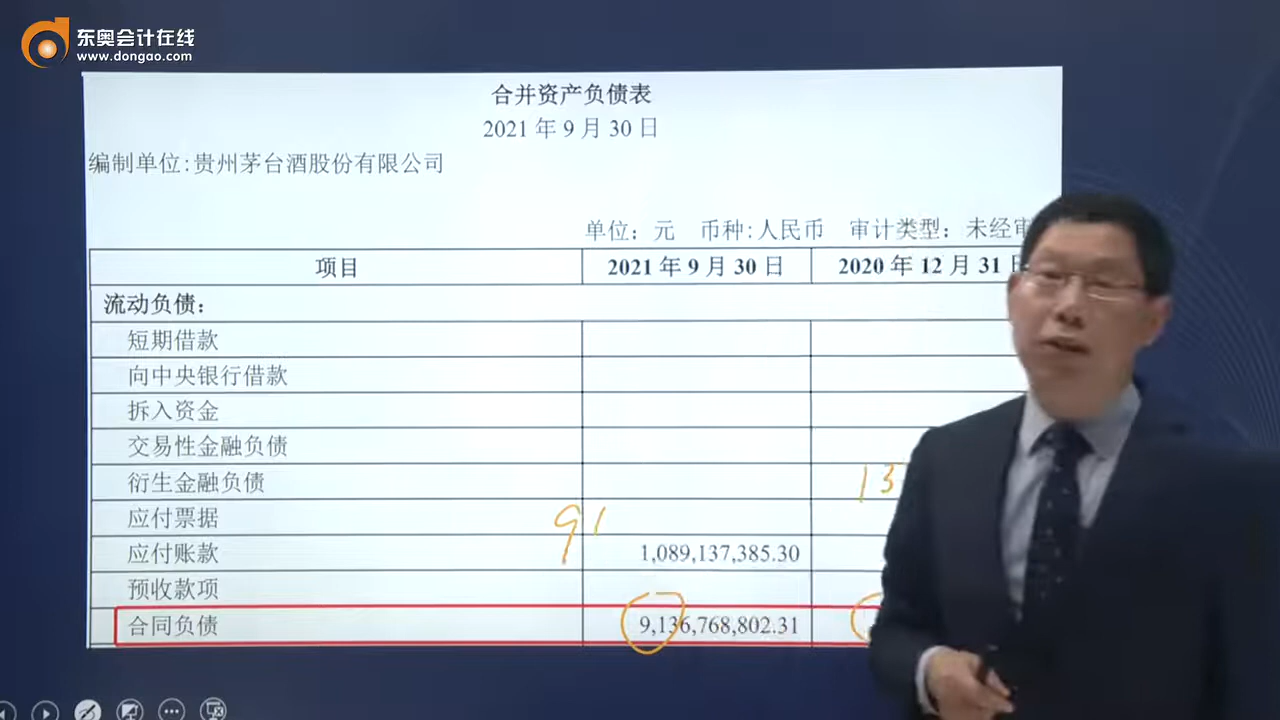 东奥会计在线
www.dongao.com
合并资产负债表
2021 年 9 月 30 日
编制单位:贵州茅台酒股份有限公司
单位：元 币种:人民币 审计类型：未经审
项目 2021 年 9 月 30 日 2020 年 12 月 31 日
流动负债：
短期借款
向中央银行借款
拆入资金
交易性金融负债
衍生金融负债
13
应付票据
91
应付账款 1,089,137,385.30
预收款项
合同负债 9,136,768,802.31